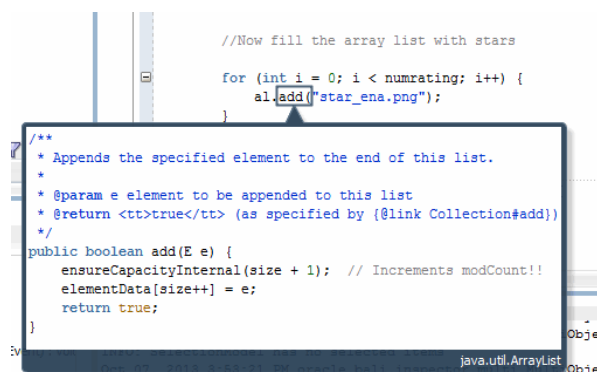 //Now fill the array list with stars
for (int i = 0; i < numrating; i++) {
al.add("star_ena.png");
}
/**
* Appends the specified element to the end of this list.
*
* @param e element to be appended to this list
* @return <tt>true</tt> (as specified by {@link Collection#add})
*/
public boolean add(E e) {
ensureCapacityInternal(size + 1);  // Increments modCount!!
elementData[size++] = e;
return true;
}
java.util.ArrayList